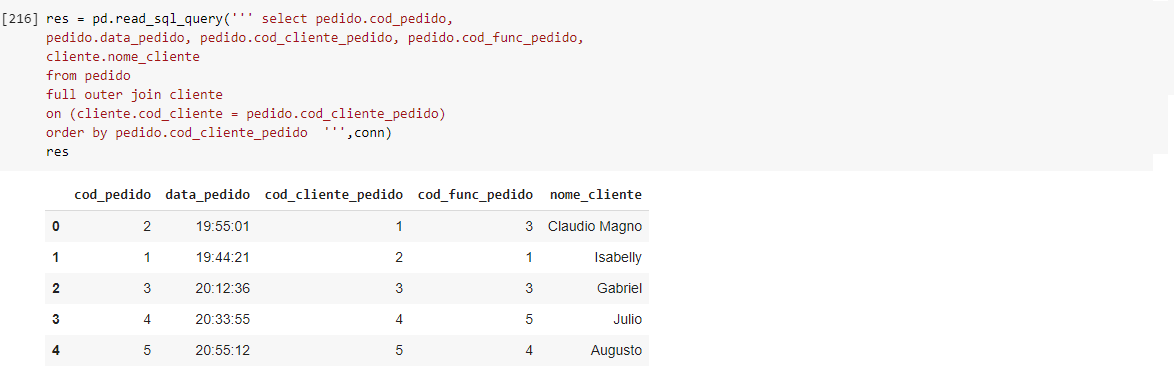 [216] res = pd.read_sql_query(''' select pedido.cod_pedido,
pedido.data_pedido, pedido.cod_cliente_pedido, pedido.cod_func_pedido,
cliente.nome_cliente
from pedido
full outer join cliente
on (cliente.cod_cliente = pedido.cod_cliente_pedido)
order by pedido.cod_cliente_pedido  ''',conn)
res
cod_pedido data_pedido cod_cliente_pedido cod_func_pedido nome_cliente
0 2 19:55:01 1 3 Claudio Magno
1 1 19:44:21 2 1 Isabelly
2 3 20:12:36 3 3 Gabriel
3 4 20:33:55 4 5 Julio
4 5 20:55:12 5 4 Augusto